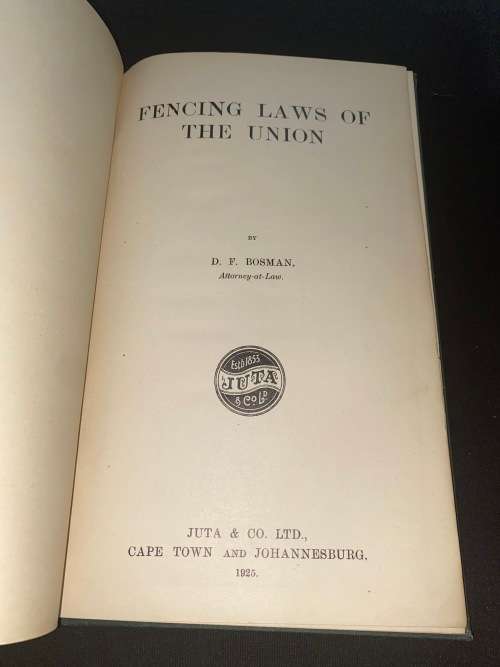 FENCING LAWS OF
THE UNION
BY
D. F. BOSMAN,
Attorney-at-Law.
Estd 1853
JUTA
& Co Ld
JUTA & CO. LTD.,
CAPE TOWN AND JOHANNESBURG,
1925.